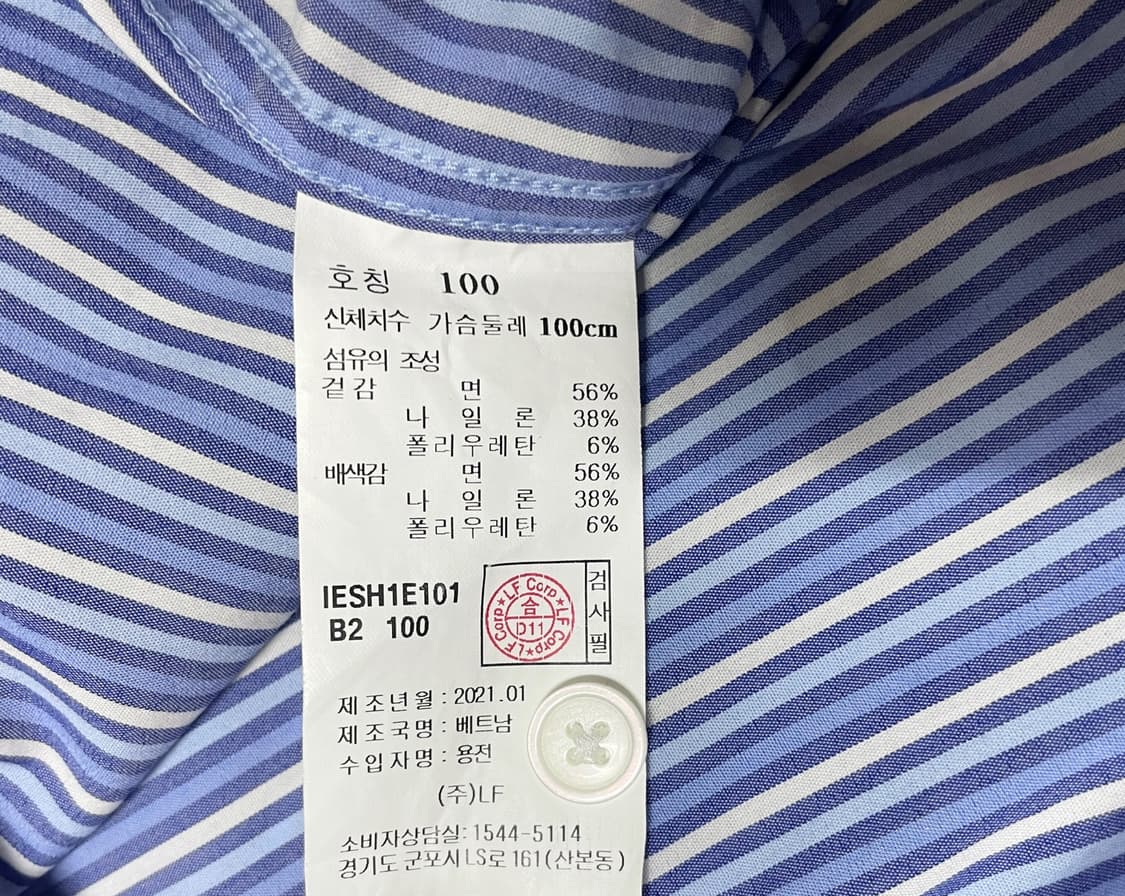 호칭 100
신체치수 가슴둘레 100cm
섬유의 조성
겉감 면 56%
나일론 38%
폴리우레탄 6%
배색감 면 56%
나일론 38%
폴리우레탄 6%
IESH1E101
B2 100
LF Corp★LF Corp★LF Corp★
合
D11
검사필
제조년월 : 2021.01
제조국명 : 베트남
수입자명 : 용전
(주)LF
소비자상담실: 1544-5114
경기도 군포시 LS로 161(산본동)